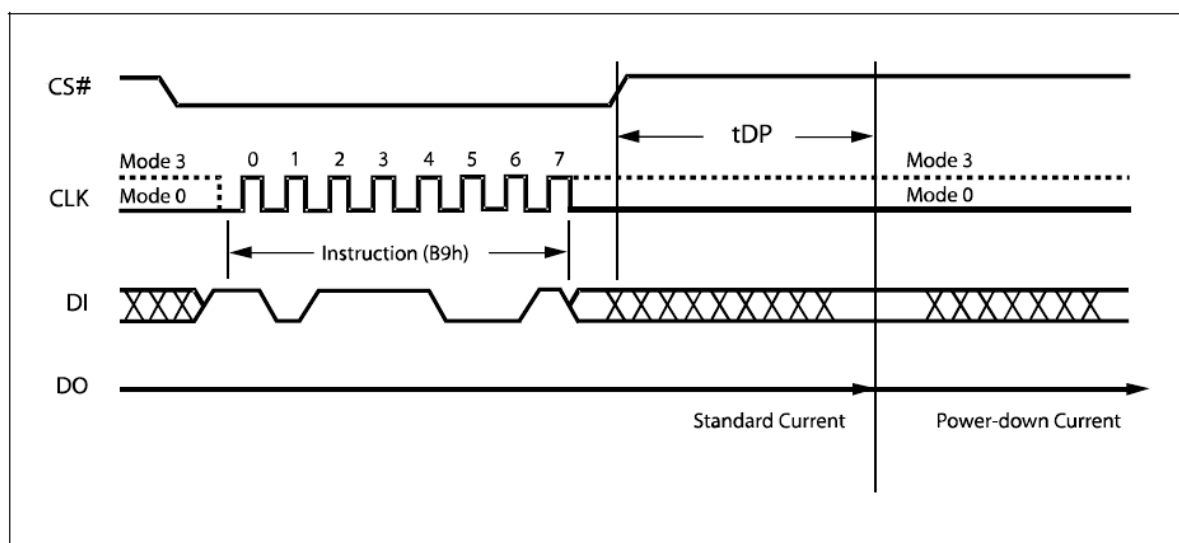 CS#
tDP
Mode 3 0 1 2 3 4 5 6 7 Mode 3
CLK Mode 0 Mode 0
Instruction (B9h)
DI
DO
Standard Current Power-down Current